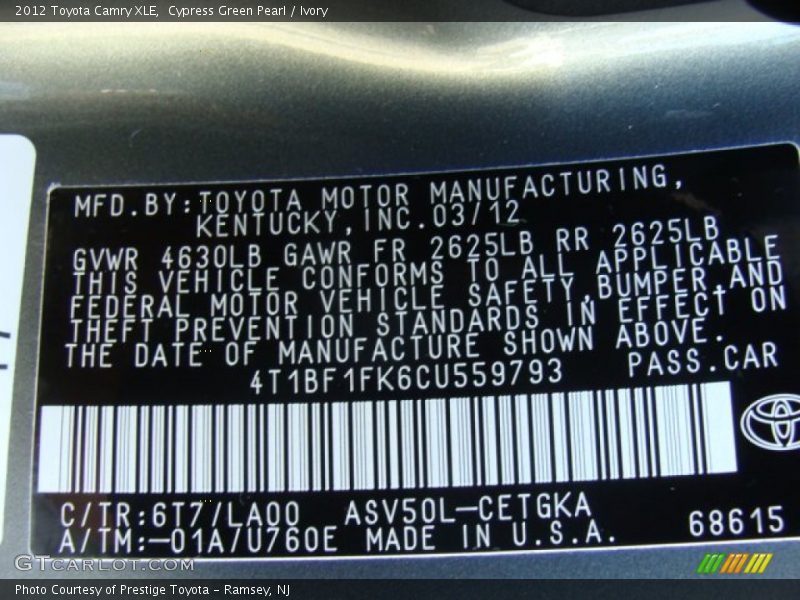 2012 Toyota Camry XLE, Cypress Green Pearl / Ivory
MFD.BY:TOYOTA MOTOR MANUFACTURING,
KENTUCKY,INC.03/12
GVWR 4630LB GAWR FR 2625LB RR 2625LB
THIS VEHICLE CONFORMS TO ALL APPLICABLE
FEDERAL MOTOR VEHICLE SAFETY,BUMPER,AND
THEFT PREVENTION STANDARDS IN EFFECT ON
THE DATE OF MANUFACTURE SHOWN ABOVE.
4T1BF1FK6CU559793 PASS.CAR
C/TR:6T7/LA00 ASV50L-CETGKA
A/TM:-01A/U760E MADE IN U.S.A. 68615
GTCARLOT.COM
Photo Courtesy of Prestige Toyota - Ramsey, NJ